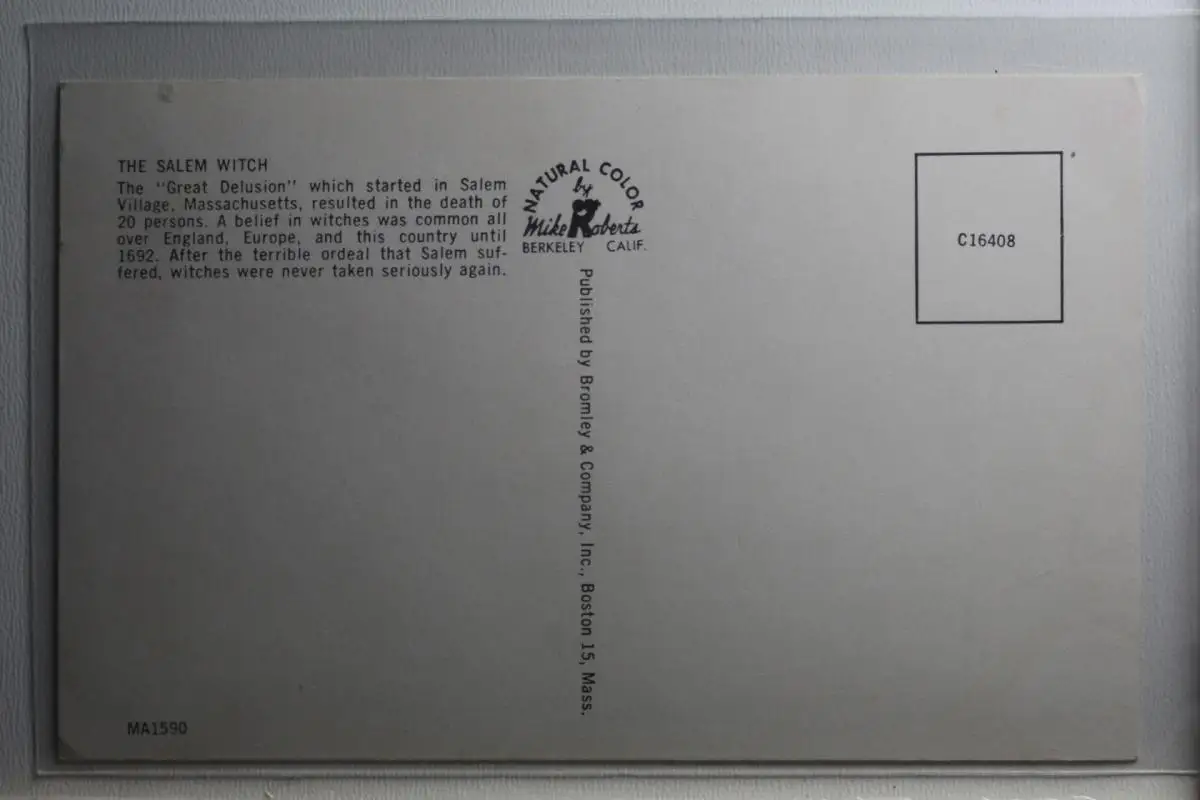 THE SALEM WITCH
The "Great Delusion" which started in Salem
Village, Massachusetts, resulted in the death of
20 persons. A belief in witches was common all
over England, Europe, and this country until
1692. After the terrible ordeal that Salem suf-
fered, witches were never taken seriously again.
NATURAL COLOR
by
Mike Roberts
BERKELEY CALIF.
Published by Bromley & Company, Inc., Boston 15, Mass.
C16408
MA1590